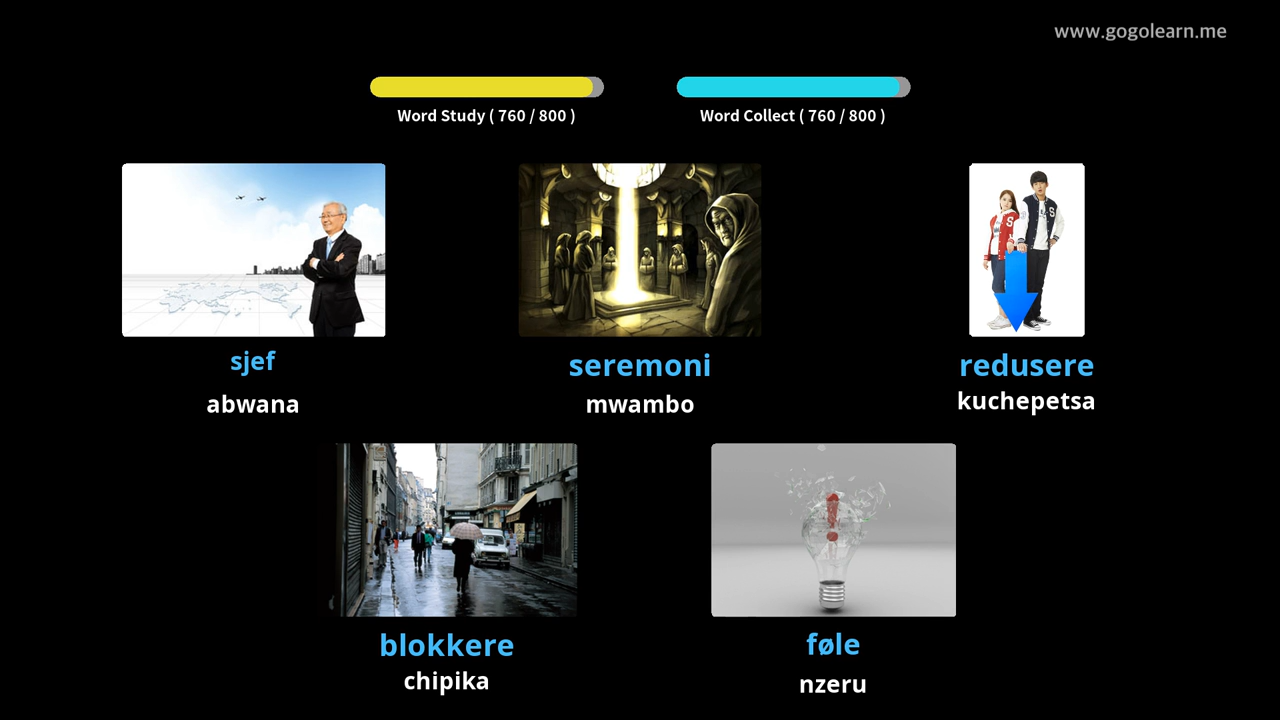 www.gogolearn.me
Word Study ( 760 / 800 )
Word Collect ( 760 / 800 )
sjef
abwana
seremoni
mwambo
redusere
kuchepetsa
blokkere
chipika
føle
nzeru